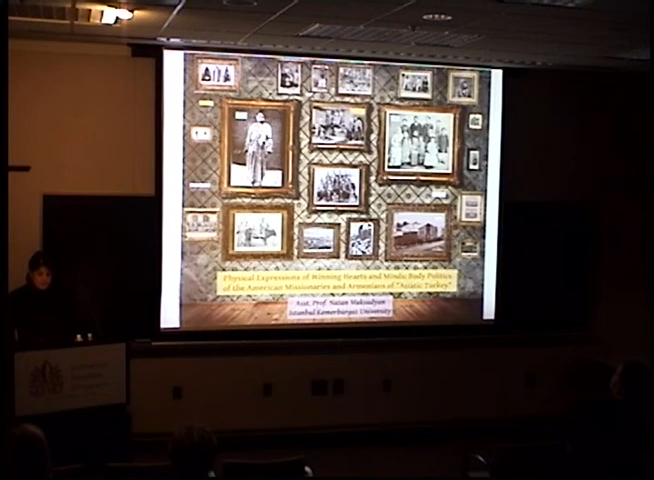 Physical Expressions of Winning Hearts and Minds: Body Politics
of the American Missionaries and Armenians of "Asiatic Turkey"
Asst. Prof. Nazan Maksudyan
Istanbul Kemerburgaz University